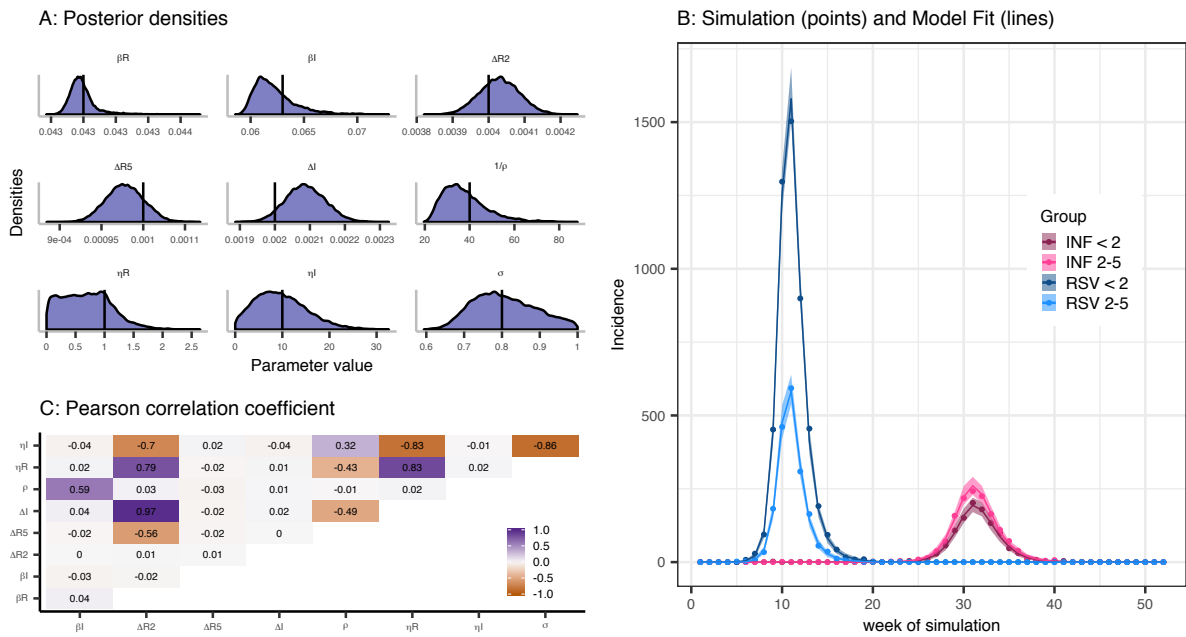 A: Posterior densities
βR
βI
ΔR2
0.043 0.043 0.043 0.043 0.044
0.06 0.065 0.07
0.0038 0.0039 0.004 0.0041 0.0042
ΔR5
ΔI
1/ρ
9e-04 0.00095 0.001 0.0011
0.0019 0.002 0.0021 0.0022 0.0023
20 40 60 80
ηR
ηI
σ
0 0.5 1 1.5 2 2.5
0 10 20 30
0.6 0.7 0.8 0.9 1
Densities
Parameter value
B: Simulation (points) and Model Fit (lines)
1500
1000
500
0
Incidence
Group
INF < 2
INF 2-5
RSV < 2
RSV 2-5
0 10 20 30 40 50
week of simulation
C: Pearson correlation coefficient
ηI -0.04 -0.7 0.02 -0.04 0.32 -0.83 -0.01 -0.86
ηR 0.02 0.79 -0.02 0.01 -0.43 0.83 0.02
ρ 0.59 0.03 -0.03 0.01 -0.01 0.02
ΔI 0.04 0.97 -0.02 0.02 -0.49
ΔR5 -0.02 -0.56 -0.02 0
ΔR2 0 0.01 0.01
βI -0.03 -0.02
βR 0.04
βI ΔR2 ΔR5 ΔI ρ ηR ηI σ
1.0
0.5
0.0
-0.5
-1.0